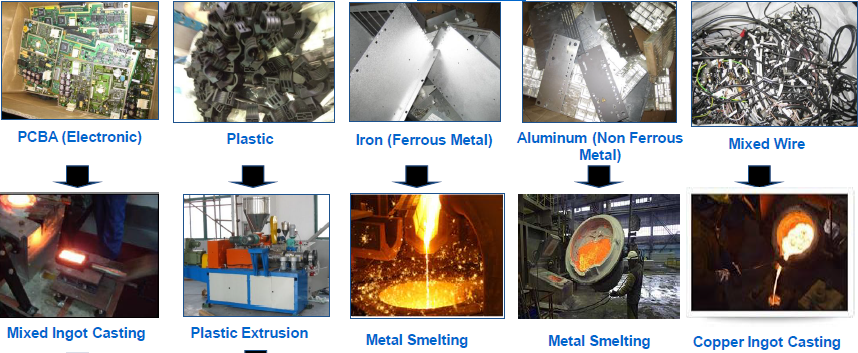 PCBA (Electronic)
Plastic
Iron (Ferrous Metal)
Aluminum (Non Ferrous
Metal)
Mixed Wire
Mixed Ingot Casting
Plastic Extrusion
Metal Smelting
Metal Smelting
Copper Ingot Casting